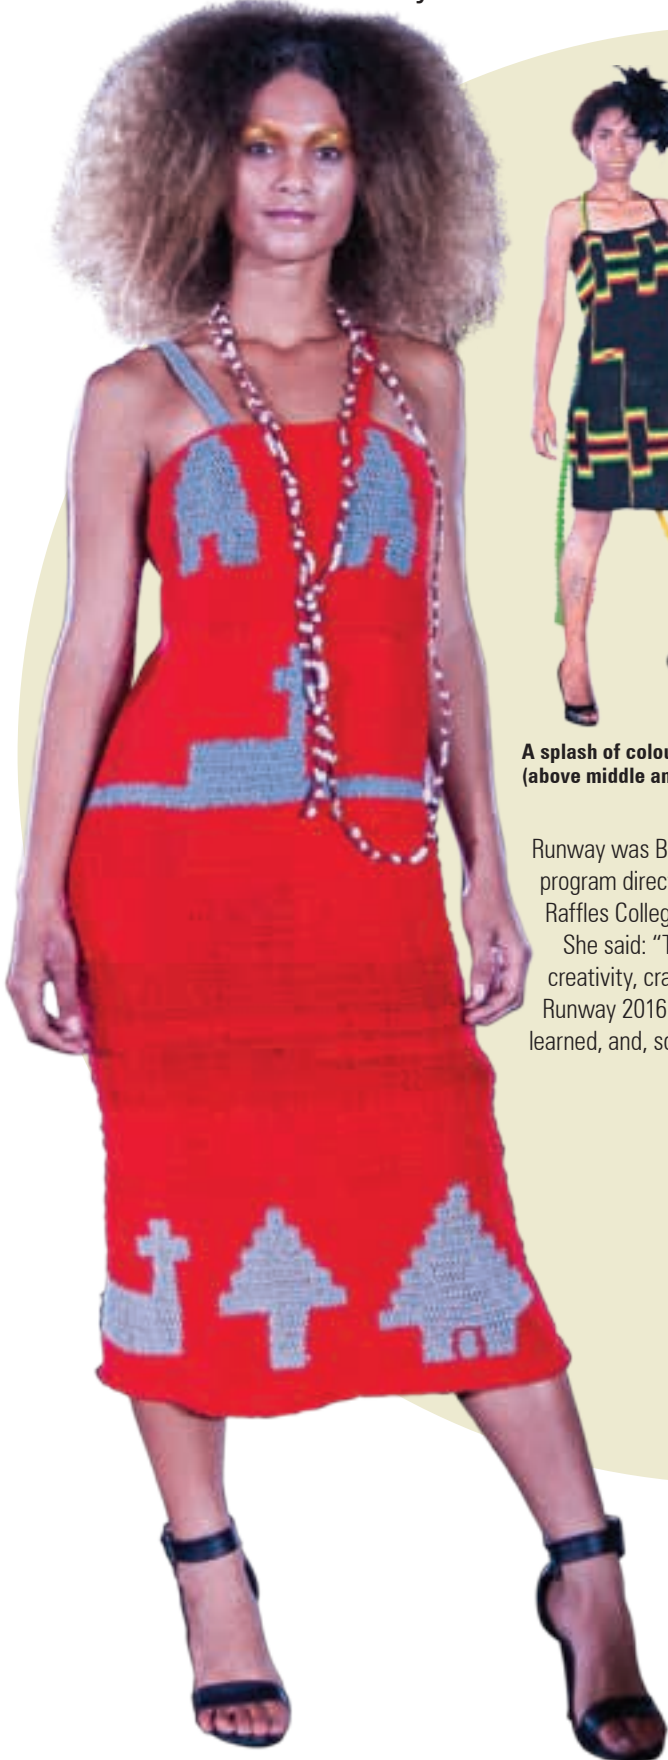 A splash of colou
(above middle an
Runway was B
program direc
Raffles Colleg
She said: “T
creativity, cra
Runway 2016
learned, and, so